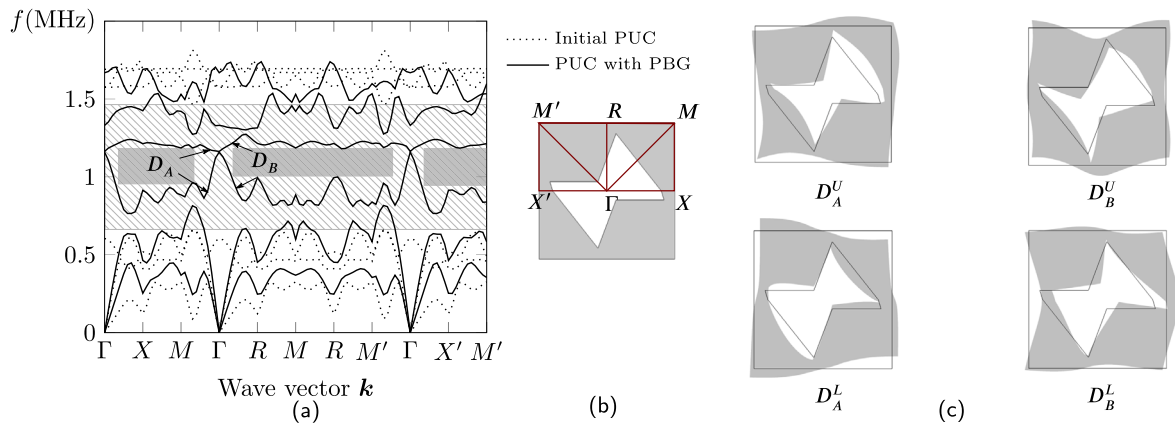 f(MHz)
1.5
1
0.5
0
Γ X M Γ R M R M′ Γ X′ M′
Wave vector k
(a)
Initial PUC
PUC with PBG
D_A
D_B
M′ R M
X′ Γ X
(b)
D_A^U
D_B^U
D_A^L
D_B^L
(c)